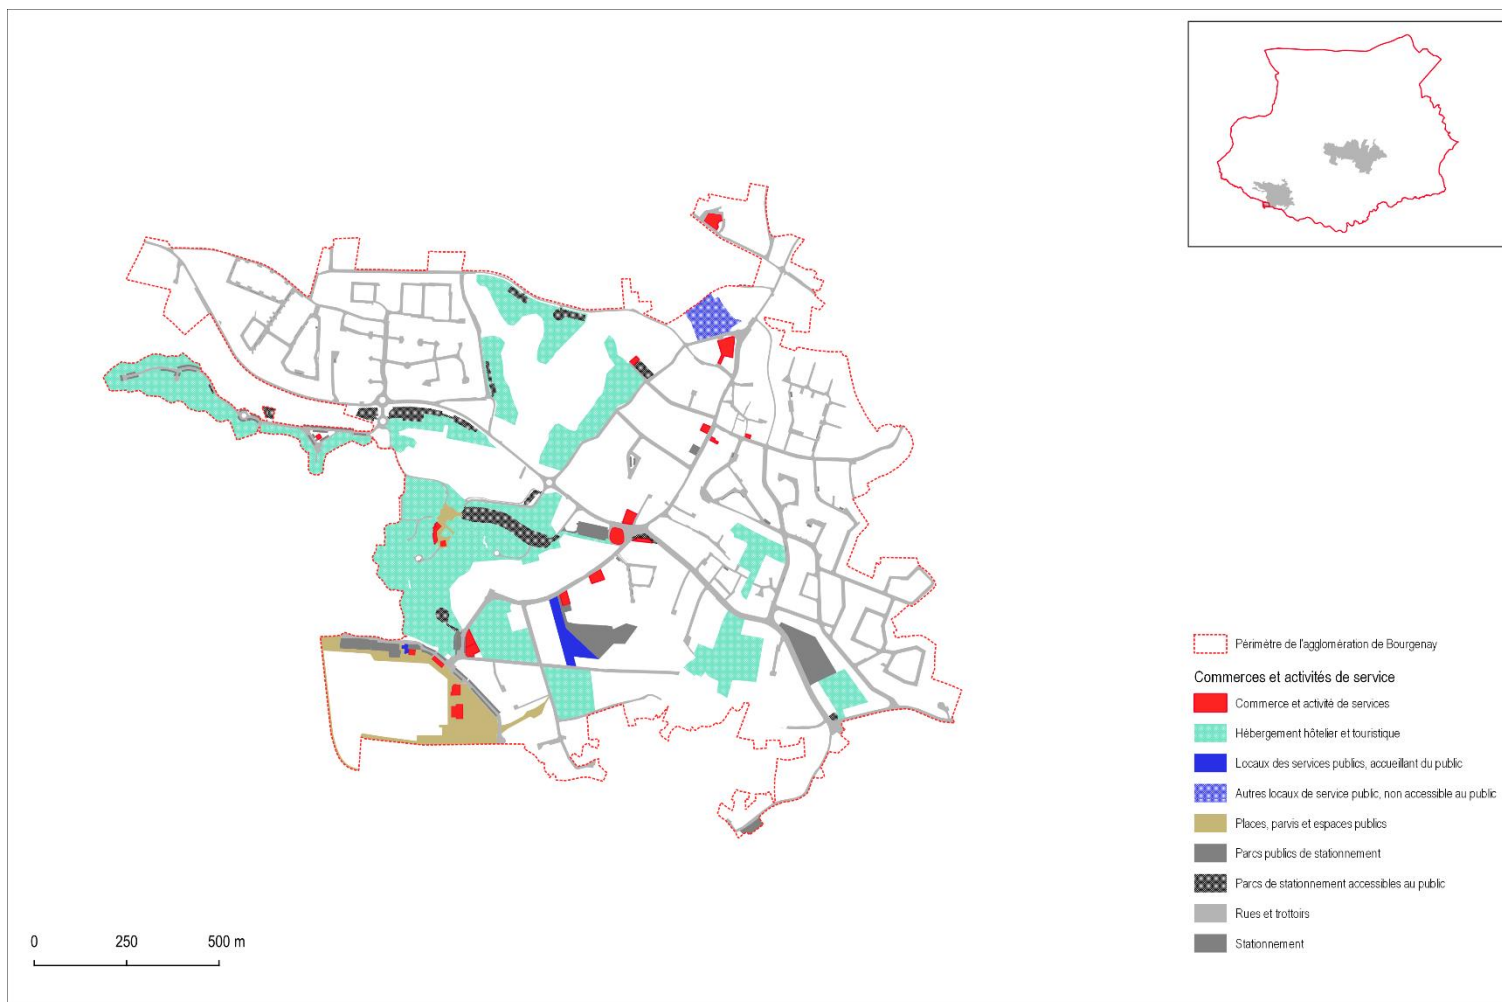 Périmètre de l'agglomération de Bourgenay
Commerces et activités de service
Commerce et activité de services
Hébergement hôtelier et touristique
Locaux des services publics, accueillant du public
Autres locaux de service public, non accessible au public
Places, parvis et espaces publics
Parcs publics de stationnement
Parcs de stationnement accessibles au public
Rues et trottoirs
Stationnement
0 250 500 m